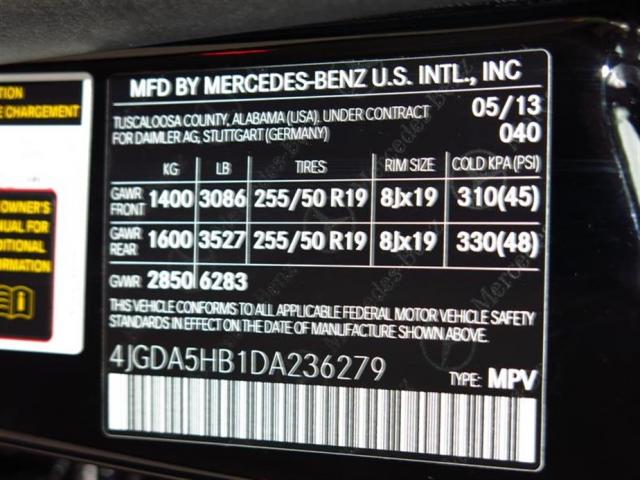 MFD BY MERCEDES-BENZ U.S. INTL., INC
TUSCALOOSA COUNTY, ALABAMA (USA). UNDER CONTRACT 05/13
FOR DAIMLER AG, STUTTGART (GERMANY) 040
KG LB TIRES RIM SIZE COLD KPA(PSI)
GAWR FRONT 1400 3086 255/50 R19 8Jx19 310(45)
GAWR REAR 1600 3527 255/50 R19 8Jx19 330(48)
GVWR 2850 6283
THIS VEHICLE CONFORMS TO ALL APPLICABLE FEDERAL MOTOR VEHICLE SAFETY
STANDARDS IN EFFECT ON THE DATE OF MANUFACTURE SHOWN ABOVE.
4JGDA5HB1DA236279
TYPE: MPV
CHARGEMENT
OWNER'S
FOR
Mercedes-Benz